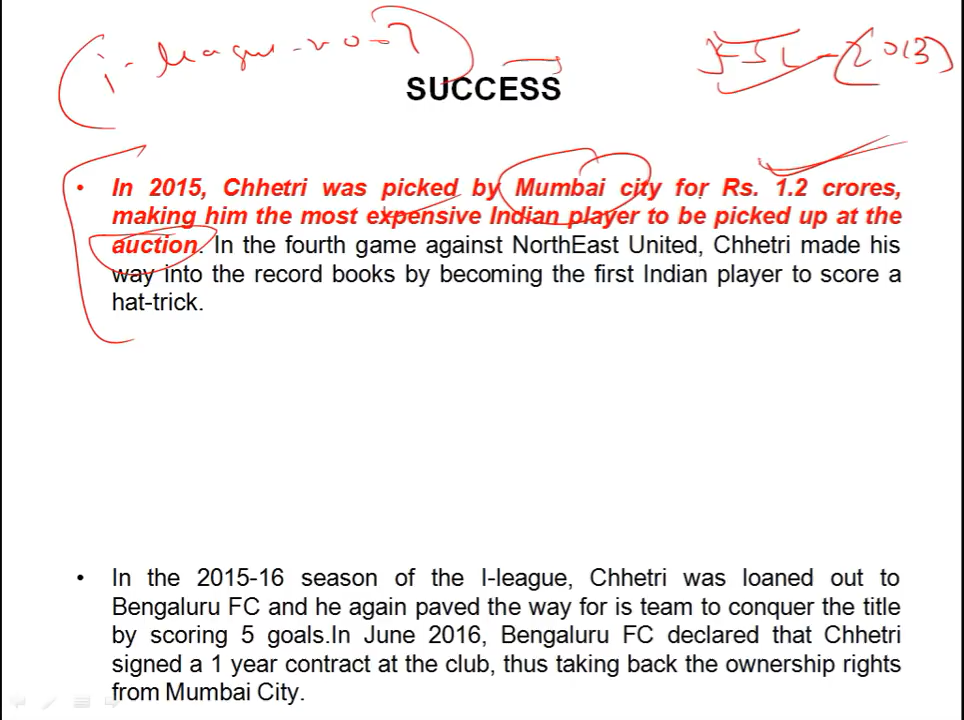 i-league-2007
ISL-2013
SUCCESS
• In 2015, Chhetri was picked by Mumbai city for Rs. 1.2 crores,
making him the most expensive Indian player to be picked up at the
auction. In the fourth game against NorthEast United, Chhetri made his
way into the record books by becoming the first Indian player to score a
hat-trick.
• In the 2015-16 season of the I-league, Chhetri was loaned out to
Bengaluru FC and he again paved the way for is team to conquer the title
by scoring 5 goals.In June 2016, Bengaluru FC declared that Chhetri
signed a 1 year contract at the club, thus taking back the ownership rights
from Mumbai City.